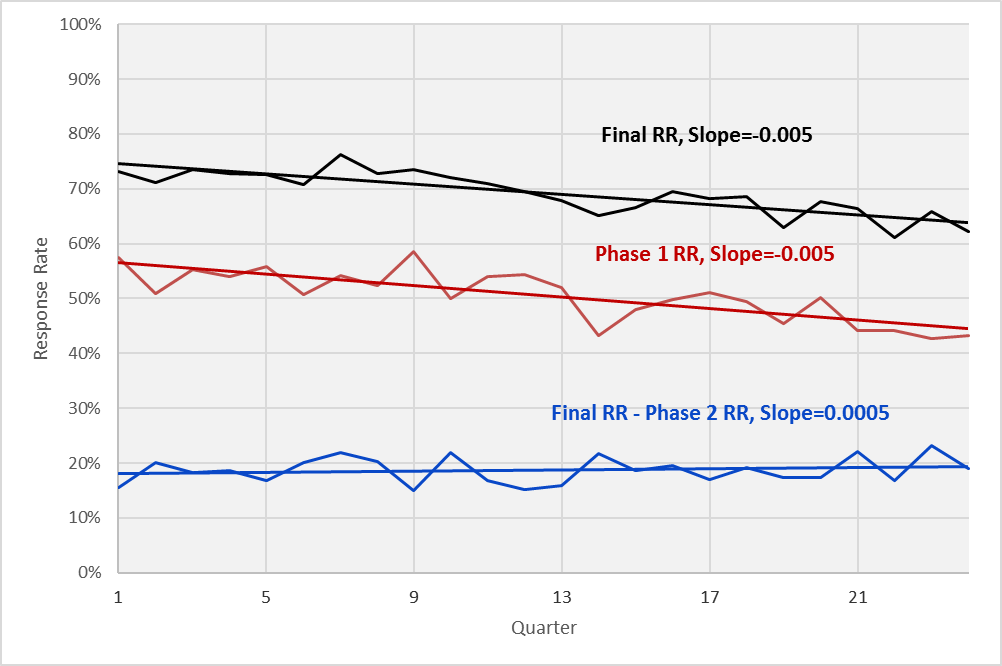 100%
90%
80%
70%
60%
50%
40%
30%
20%
10%
0%
Response Rate
Final RR, Slope=-0.005
Phase 1 RR, Slope=-0.005
Final RR - Phase 2 RR, Slope=0.0005
1 5 9 13 17 21
Quarter